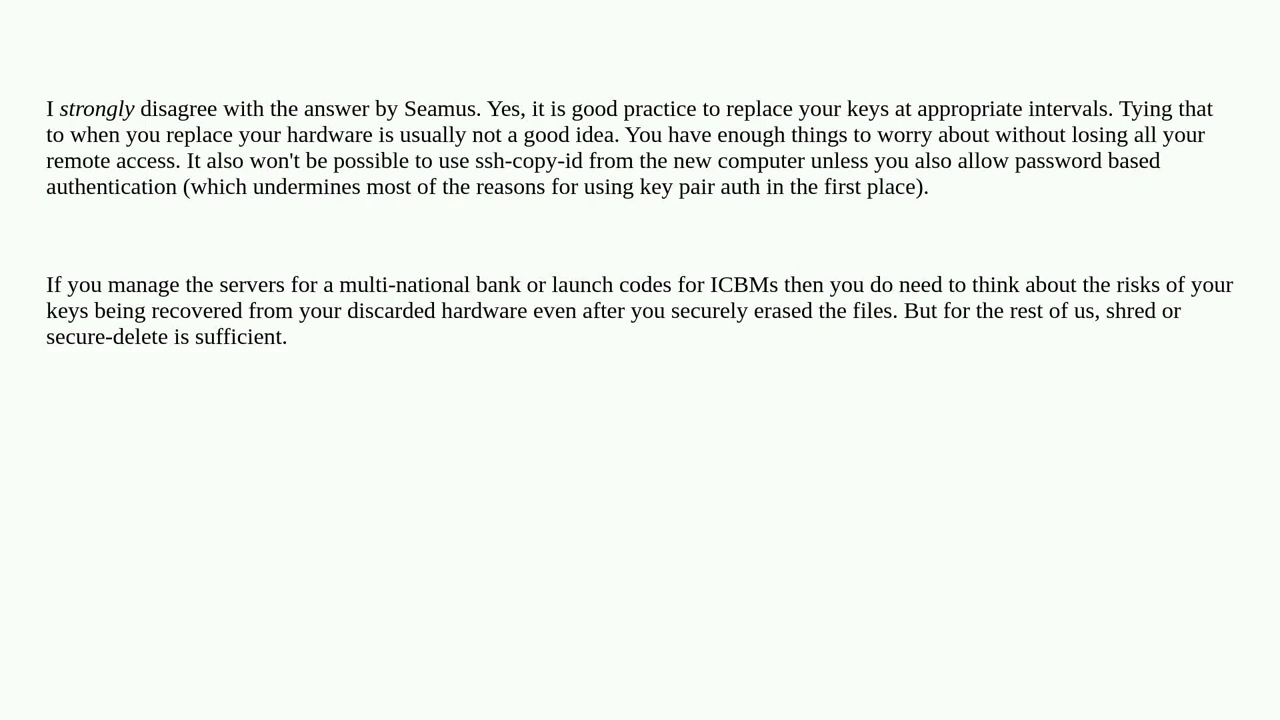 I strongly disagree with the answer by Seamus. Yes, it is good practice to replace your keys at appropriate intervals. Tying that
to when you replace your hardware is usually not a good idea. You have enough things to worry about without losing all your
remote access. It also won't be possible to use ssh-copy-id from the new computer unless you also allow password based
authentication (which undermines most of the reasons for using key pair auth in the first place).
If you manage the servers for a multi-national bank or launch codes for ICBMs then you do need to think about the risks of your
keys being recovered from your discarded hardware even after you securely erased the files. But for the rest of us, shred or
secure-delete is sufficient.